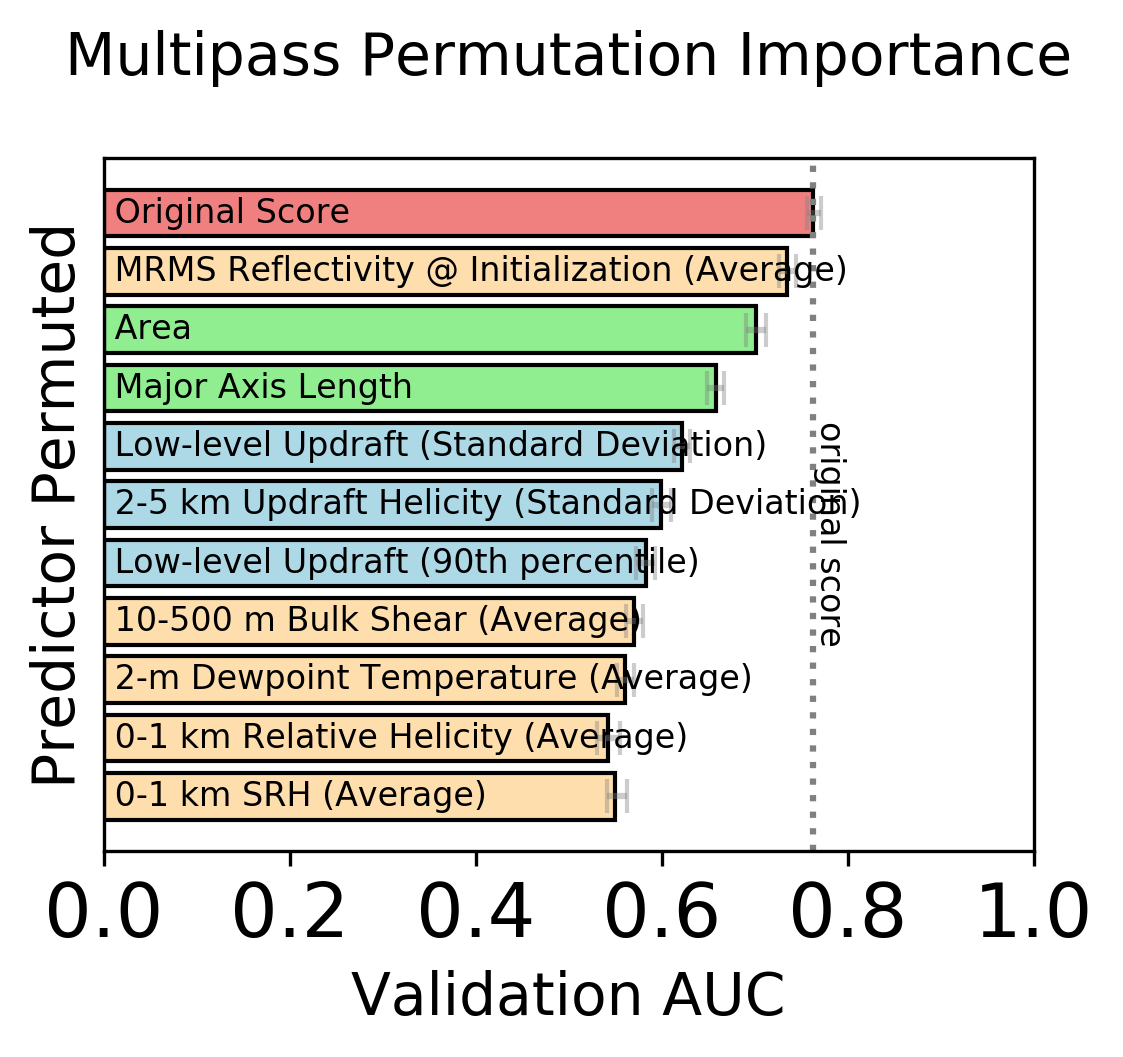 Multipass Permutation Importance
Predictor Permuted
Original Score
MRMS Reflectivity @ Initialization (Average)
Area
Major Axis Length
Low-level Updraft (Standard Deviation)
2-5 km Updraft Helicity (Standard Deviation)
Low-level Updraft (90th percentile)
10-500 m Bulk Shear (Average)
2-m Dewpoint Temperature (Average)
0-1 km Relative Helicity (Average)
0-1 km SRH (Average)
original score
0.0 0.2 0.4 0.6 0.8 1.0
Validation AUC